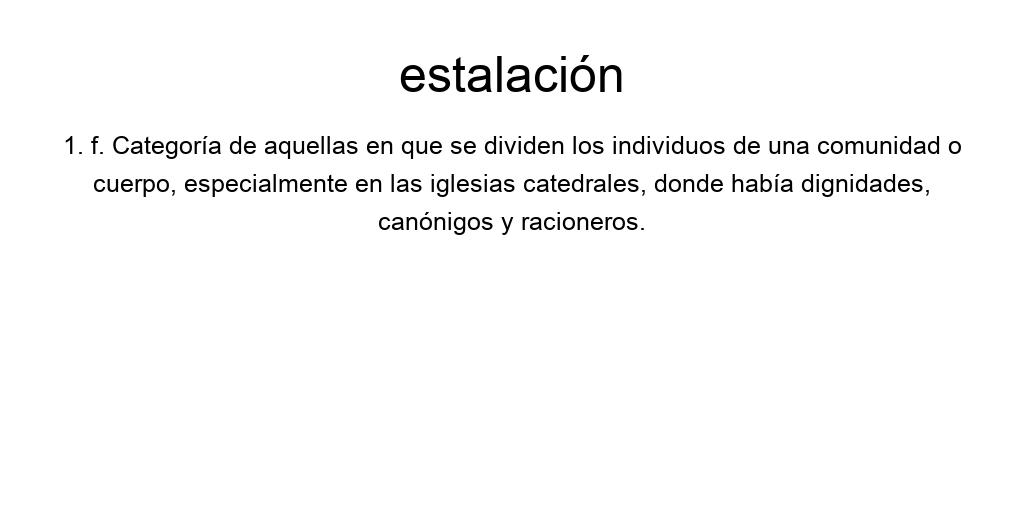 estalación
1. f. Categoría de aquellas en que se dividen los individuos de una comunidad o
cuerpo, especialmente en las iglesias catedrales, donde había dignidades,
canónigos y racioneros.